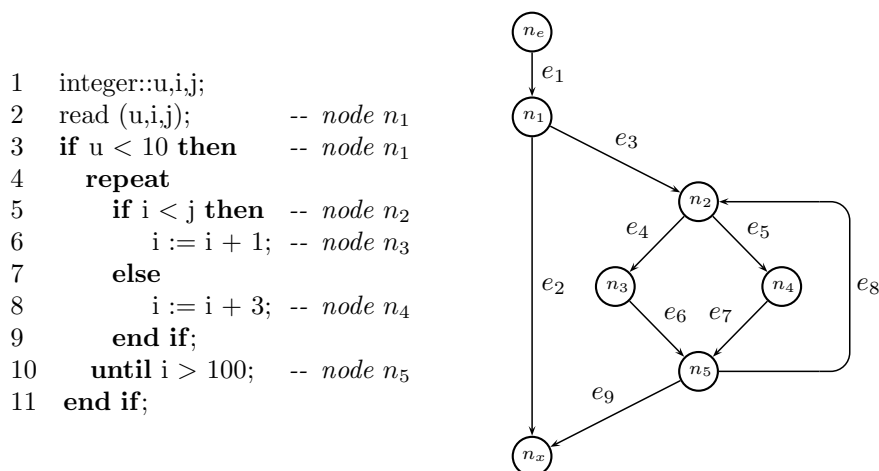 1 integer::u,i,j;
2 read (u,i,j); -- node n1
3 if u < 10 then -- node n1
4 repeat
5 if i < j then -- node n2
6 i := i + 1; -- node n3
7 else
8 i := i + 3; -- node n4
9 end if;
10 until i > 100; -- node n5
11 end if;
ne
e1
n1
e3
n2
e4 e5
n3 n4
e2 e8
e6 e7
n5
e9
nx